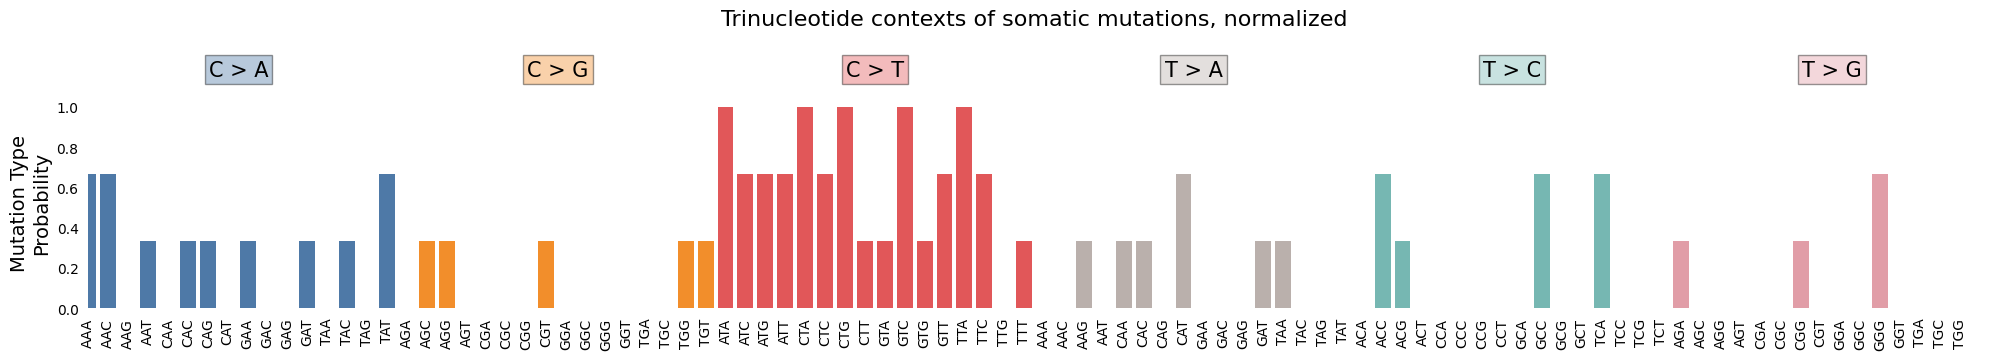 Trinucleotide contexts of somatic mutations, normalized
C > A C > G C > T T > A T > C T > G
Mutation Type
Probability
1.0
0.8
0.6
0.4
0.2
0.0
AAA AAC AAG AAT CAA CAC CAG CAT GAA GAC GAG GAT TAA TAC TAG TAT AGA AGC AGG AGT CGA CGC CGG CGT GGA GGC GGG GGT TGA TGC TGG TGT ATA ATC ATG ATT CTA CTC CTG CTT GTA GTC GTG GTT TTA TTC TTG TTT AAA AAC AAG AAT CAA CAC CAG CAT GAA GAC GAG GAT TAA TAC TAG TAT ACA ACC ACG ACT CCA CCC CCG CCT GCA GCC GCG GCT TCA TCC TCG TCT AGA AGC AGG AGT CGA CGC CGG CGT GGA GGC GGG GGT TGA TGC TGG